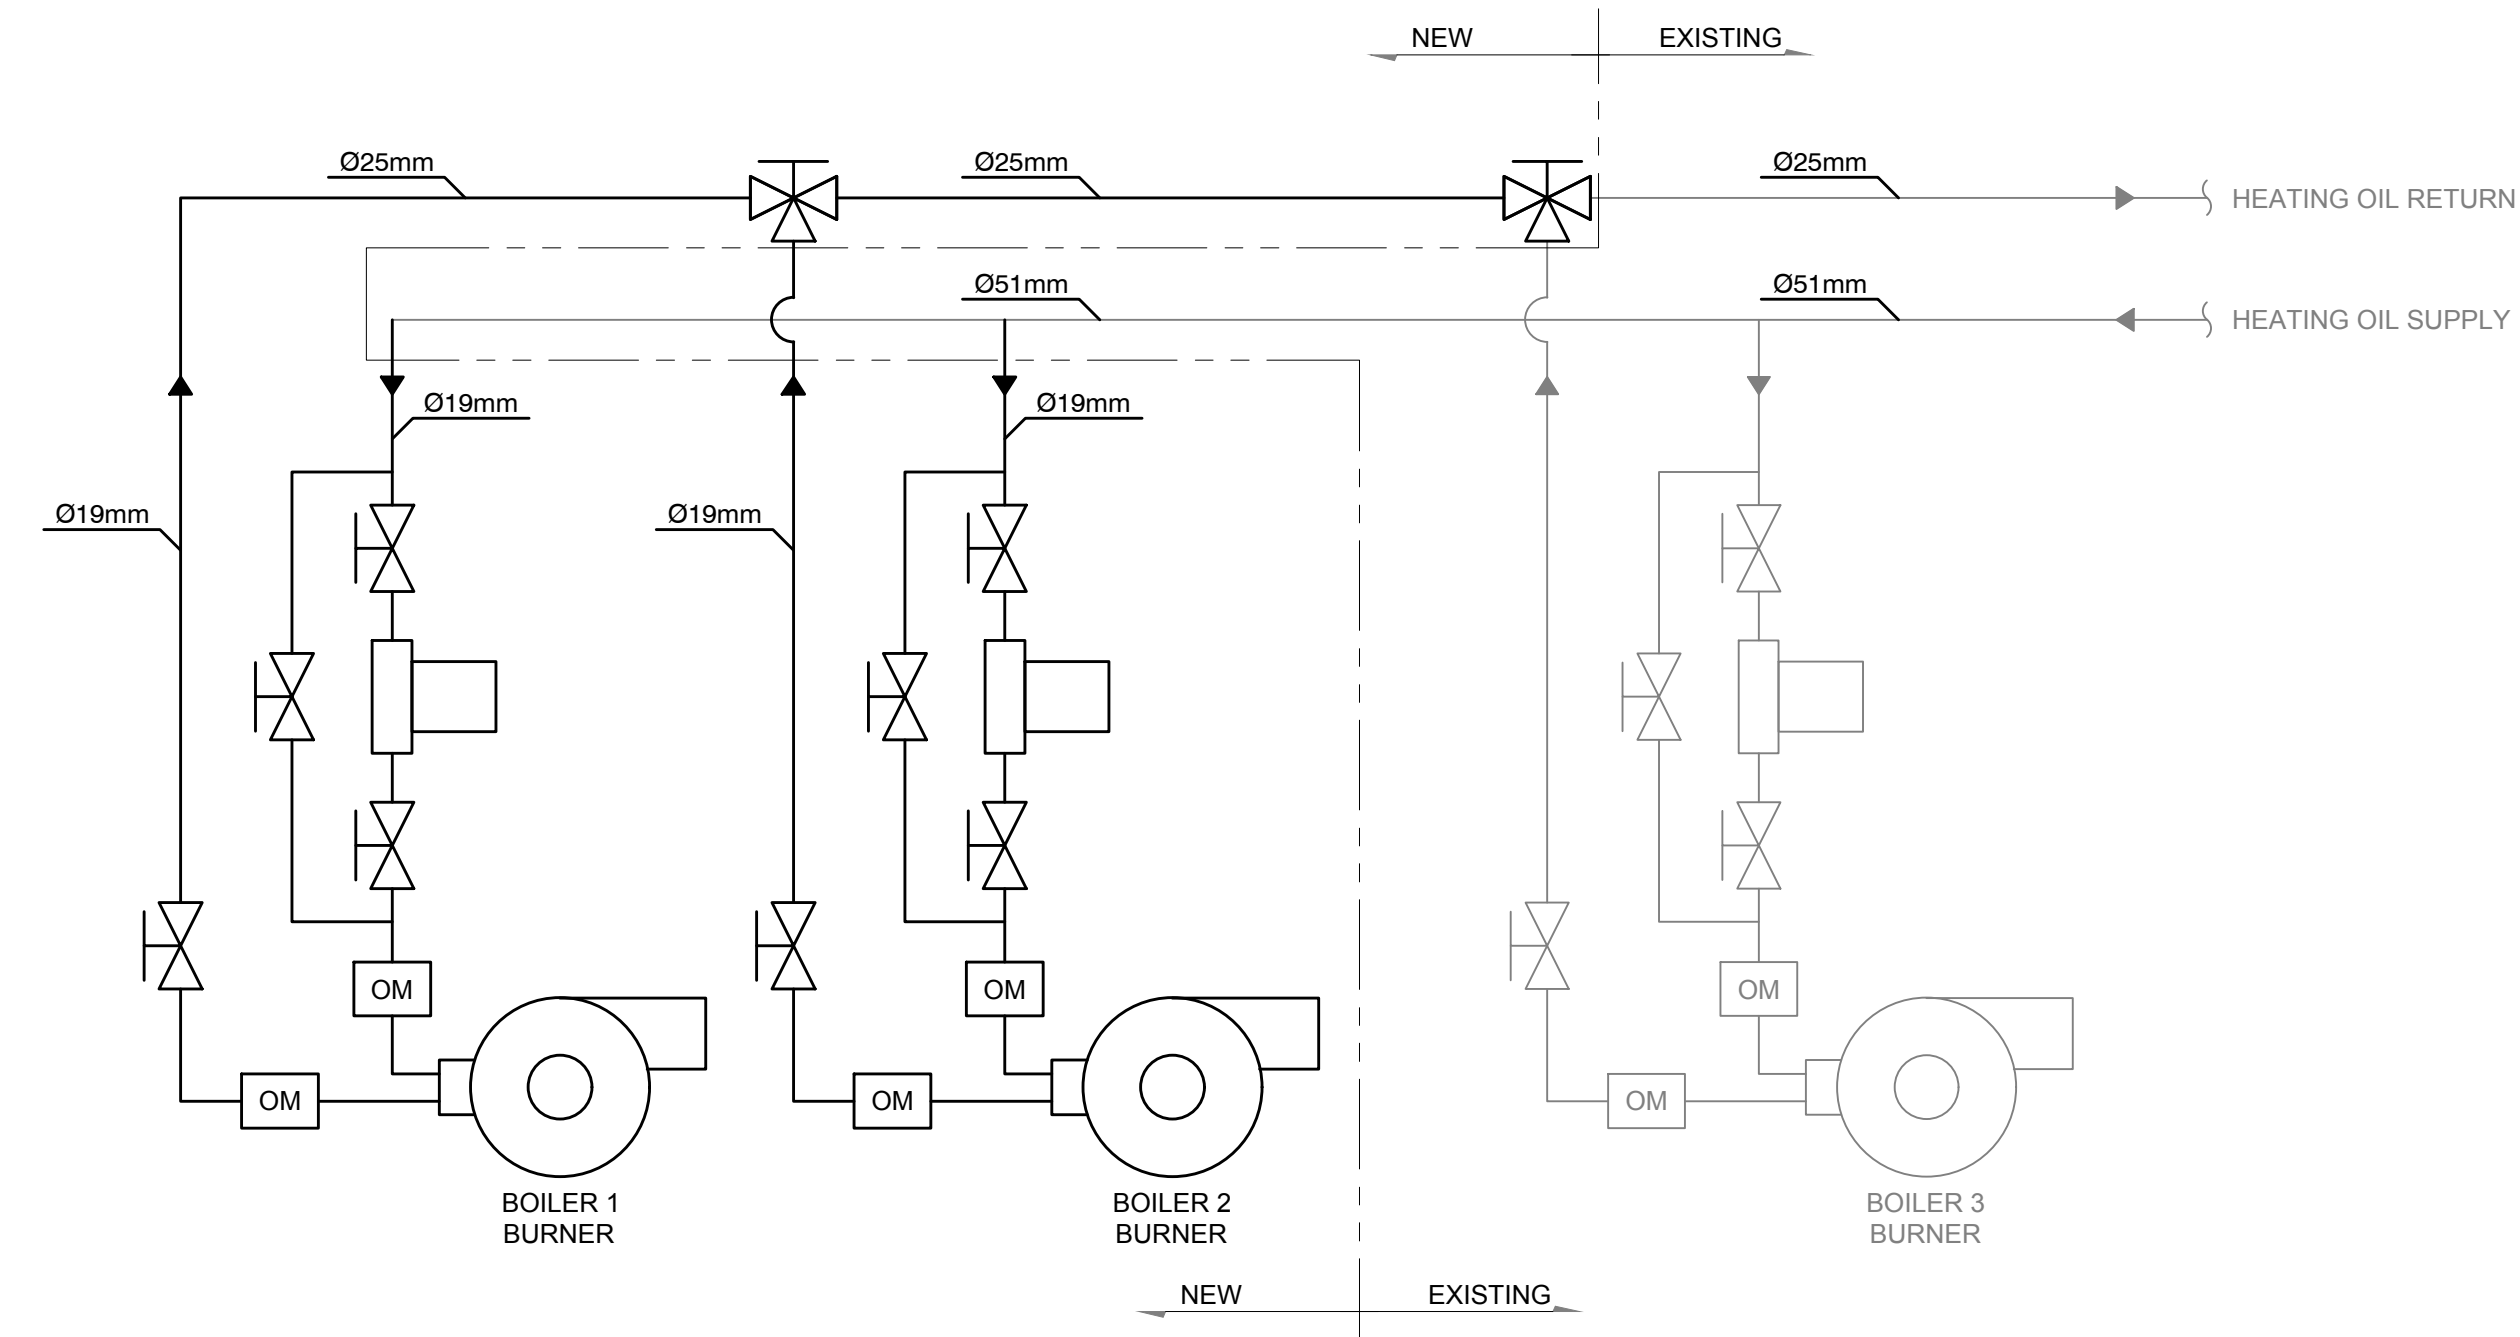 NEW
EXISTING
Ø25mm
Ø25mm
Ø25mm
HEATING OIL RETURN
Ø51mm
Ø51mm
HEATING OIL SUPPLY
Ø19mm
Ø19mm
Ø19mm
Ø19mm
OM
OM
OM
OM
OM
OM
BOILER 1
BURNER
BOILER 2
BURNER
BOILER 3
BURNER
NEW
EXISTING